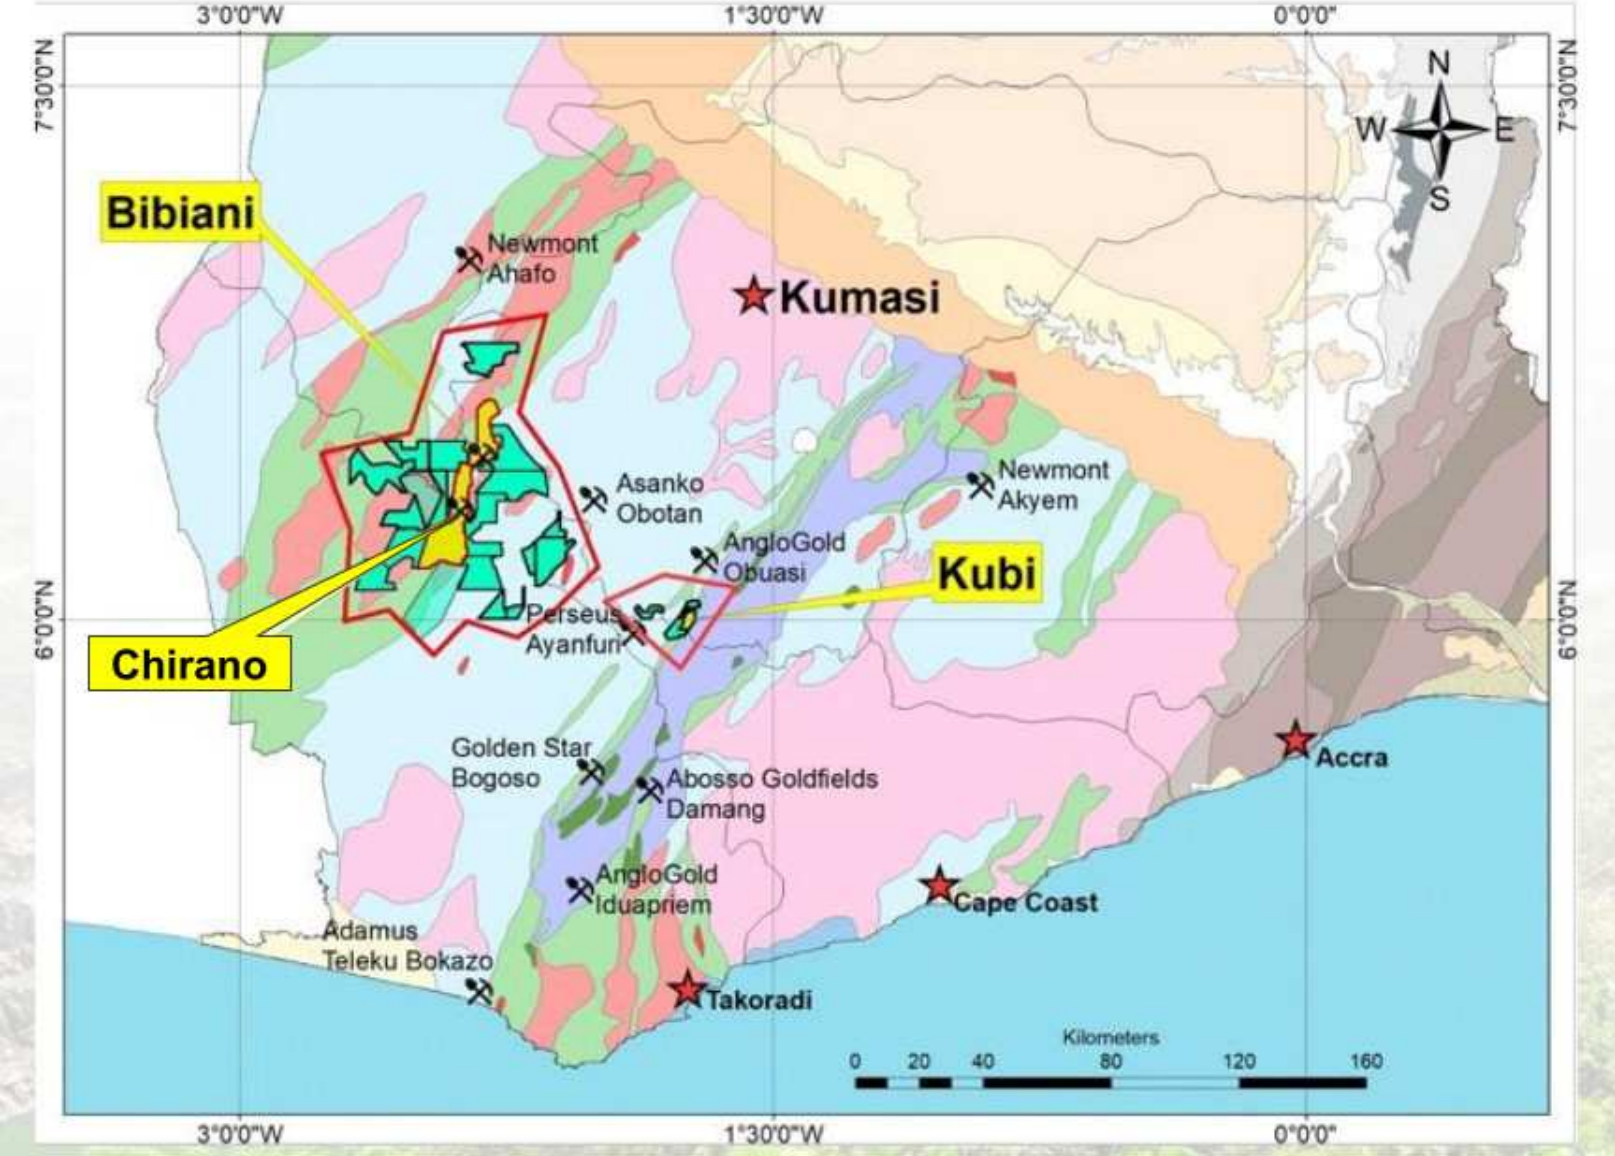 3°0'0"W 1°30'0"W 0°0'0"
7°30'0"N
7°30'0"N
N
W E
S
Bibiani
Newmont
Ahafo
Kumasi
Asanko
Obotan
Newmont
Akyem
AngloGold
Obuasi
Kubi
Perseus
Ayanfuri
6°0'0"N
6°0'0"N
Chirano
Golden Star
Bogoso
Abosso Goldfields
Damang
Accra
AngloGold
Iduapriem
Cape Coast
Adamus
Teleku Bokazo
Takoradi
Kilometers
0 20 40 80 120 160
3°0'0"W 1°30'0"W 0°0'0"